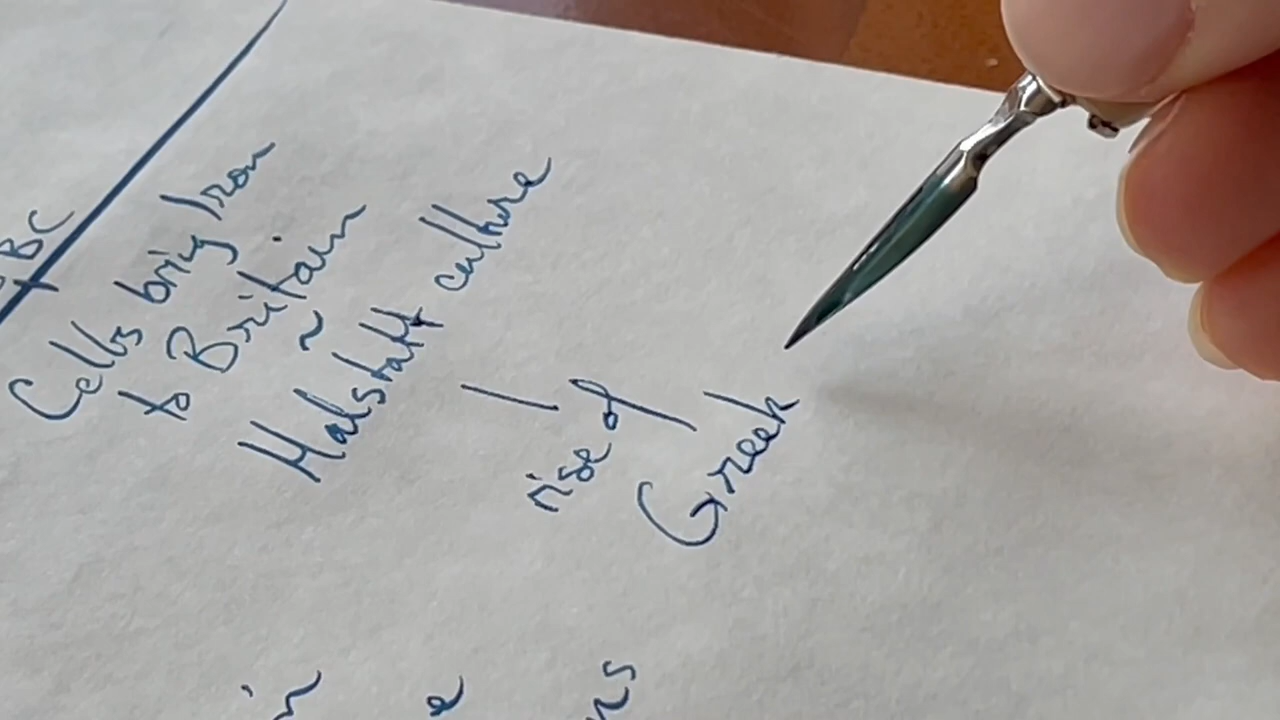 BC
Celts bring Iron
to Britain
~
Halstatt culture
rise of
Greek